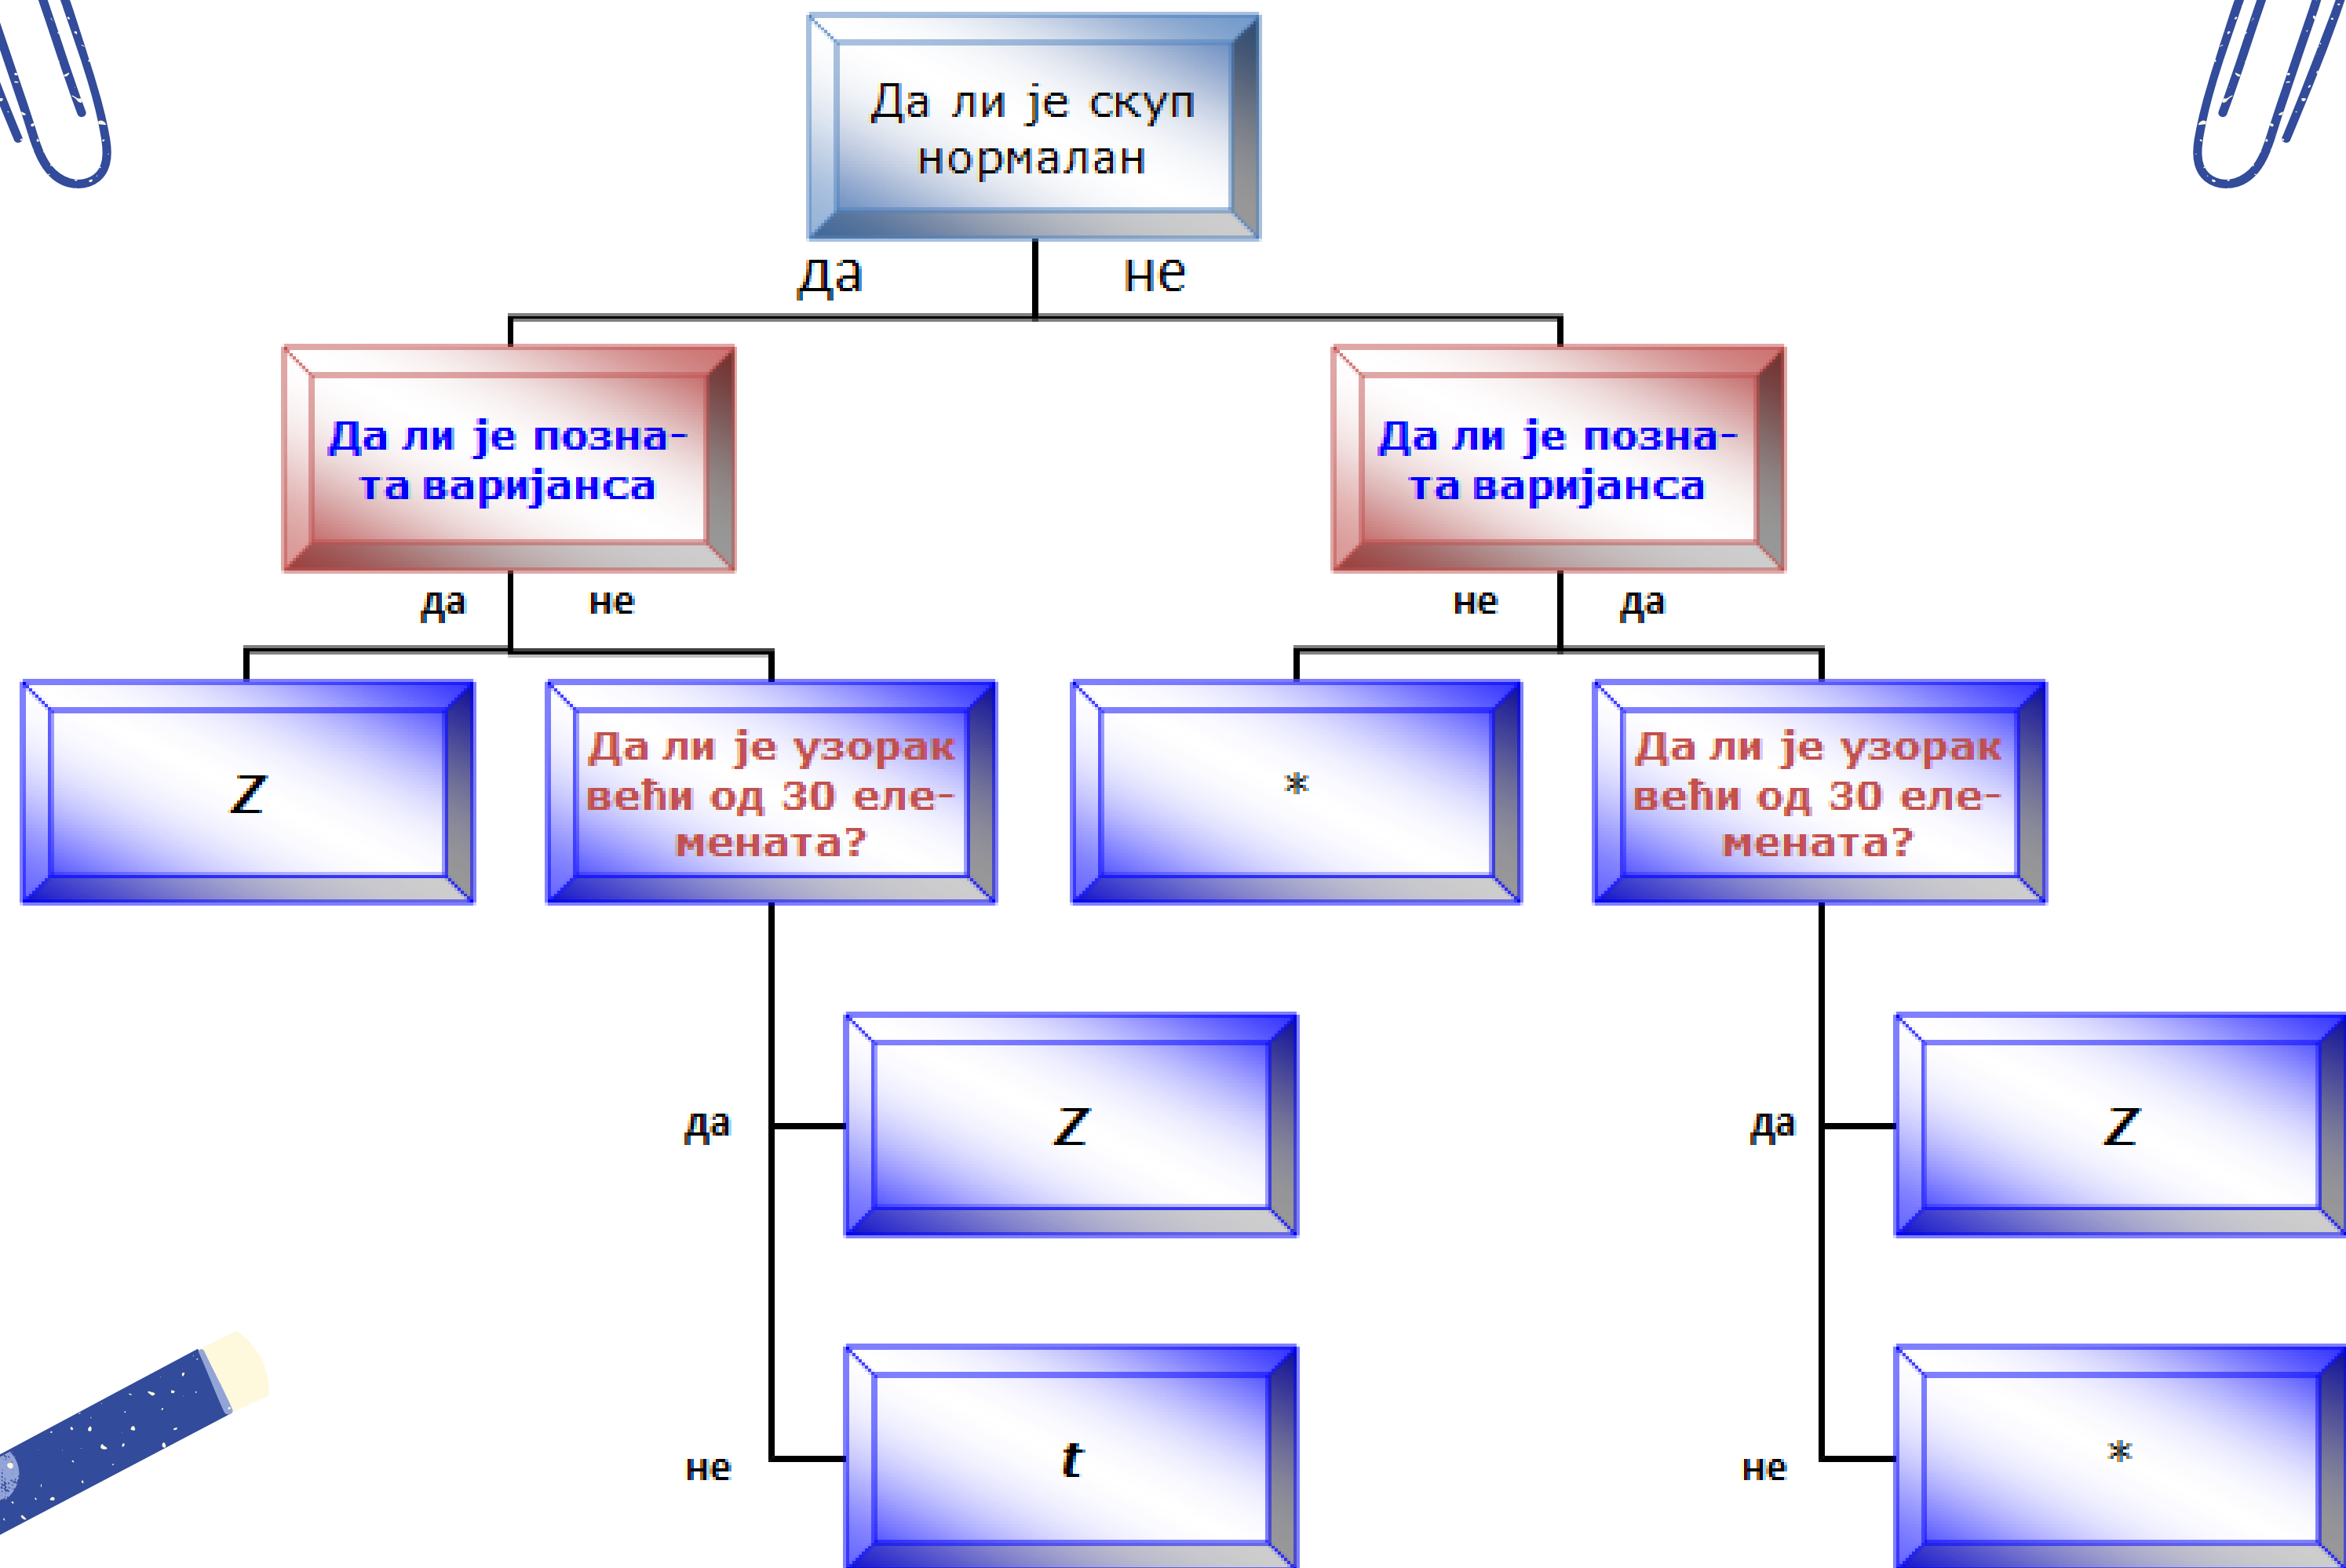 Да ли је скуп
нормалан
да не
Да ли је позна-
та варијанса
Да ли је позна-
та варијанса
да не
не да
Z
Да ли је узорак
већи од 30 еле-
мената?
*
Да ли је узорак
већи од 30 еле-
мената?
да
Z
да
Z
не
t
не
*